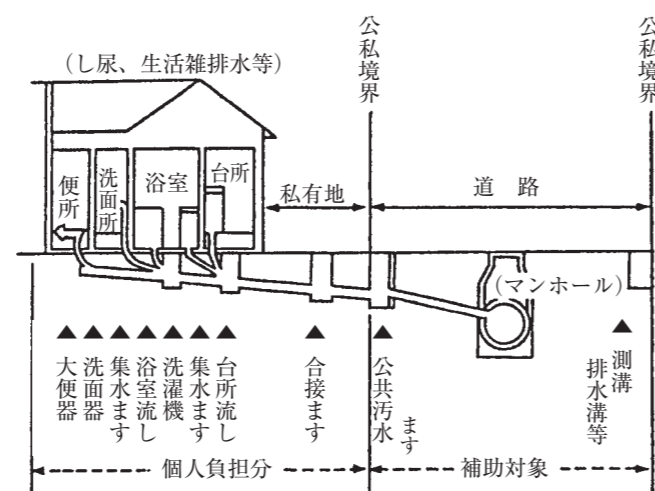 (し尿、生活雑排水等)
公私境界
公私境界
便所
洗面所
浴室
台所
私有地
道　路
(マンホール)
▲大便器
▲洗面器
▲集水ます
▲浴室流し
▲洗濯機
▲集水ます
▲台所流し
▲合接ます
▲公共汚水ます
▲測溝
排水溝等
個人負担分
補助対象